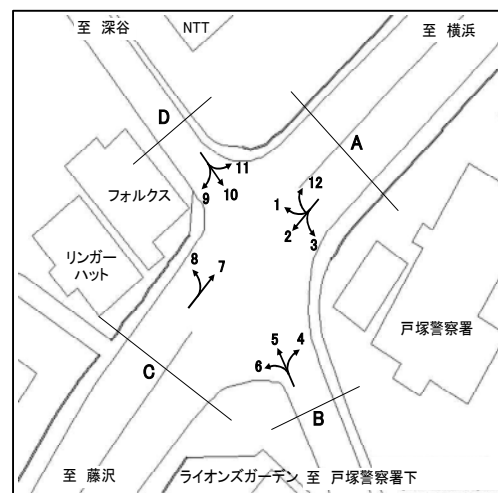 至 深谷
NTT
至 横浜
D
A
フォルクス
11
10
9
12
1
2
3
リンガー
ハット
8
7
戸塚警察署
5
4
6
C
B
至 藤沢
ライオンズガーデン 至 戸塚警察署下